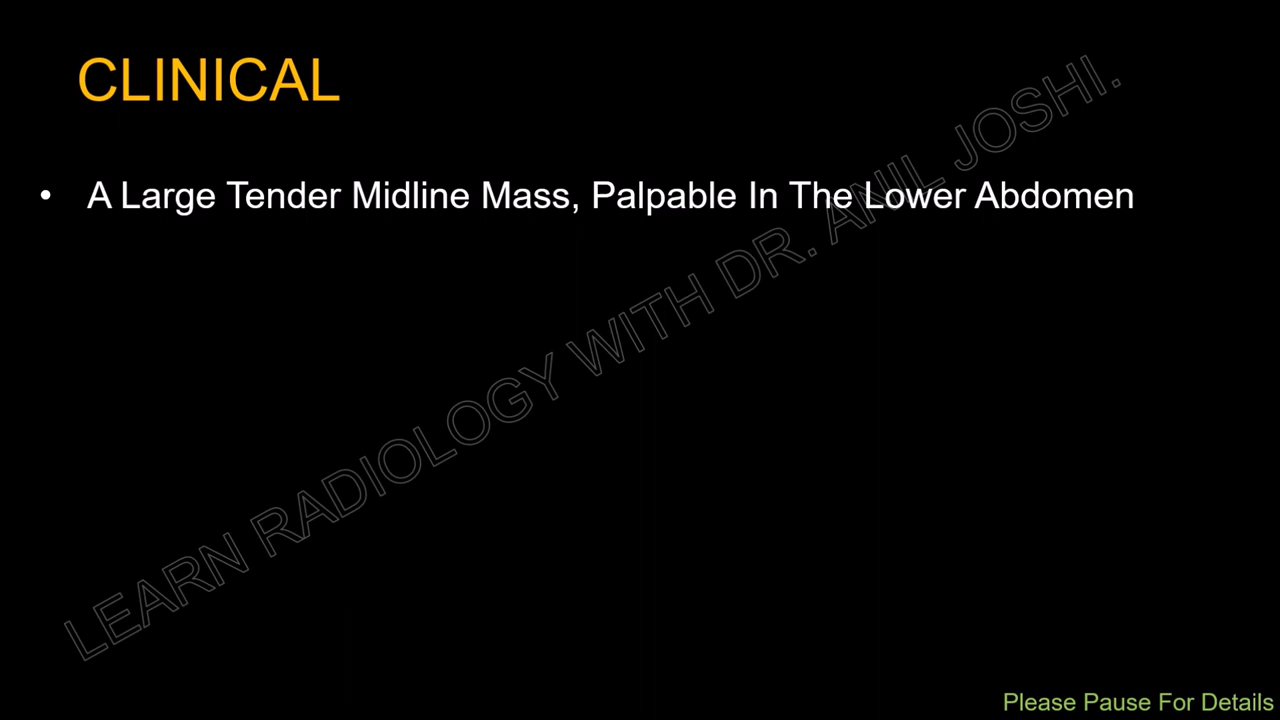 CLINICAL
• A Large Tender Midline Mass, Palpable In The Lower Abdomen
LEARN RADIOLOGY WITH DR. ANIL JOSHI.
Please Pause For Details